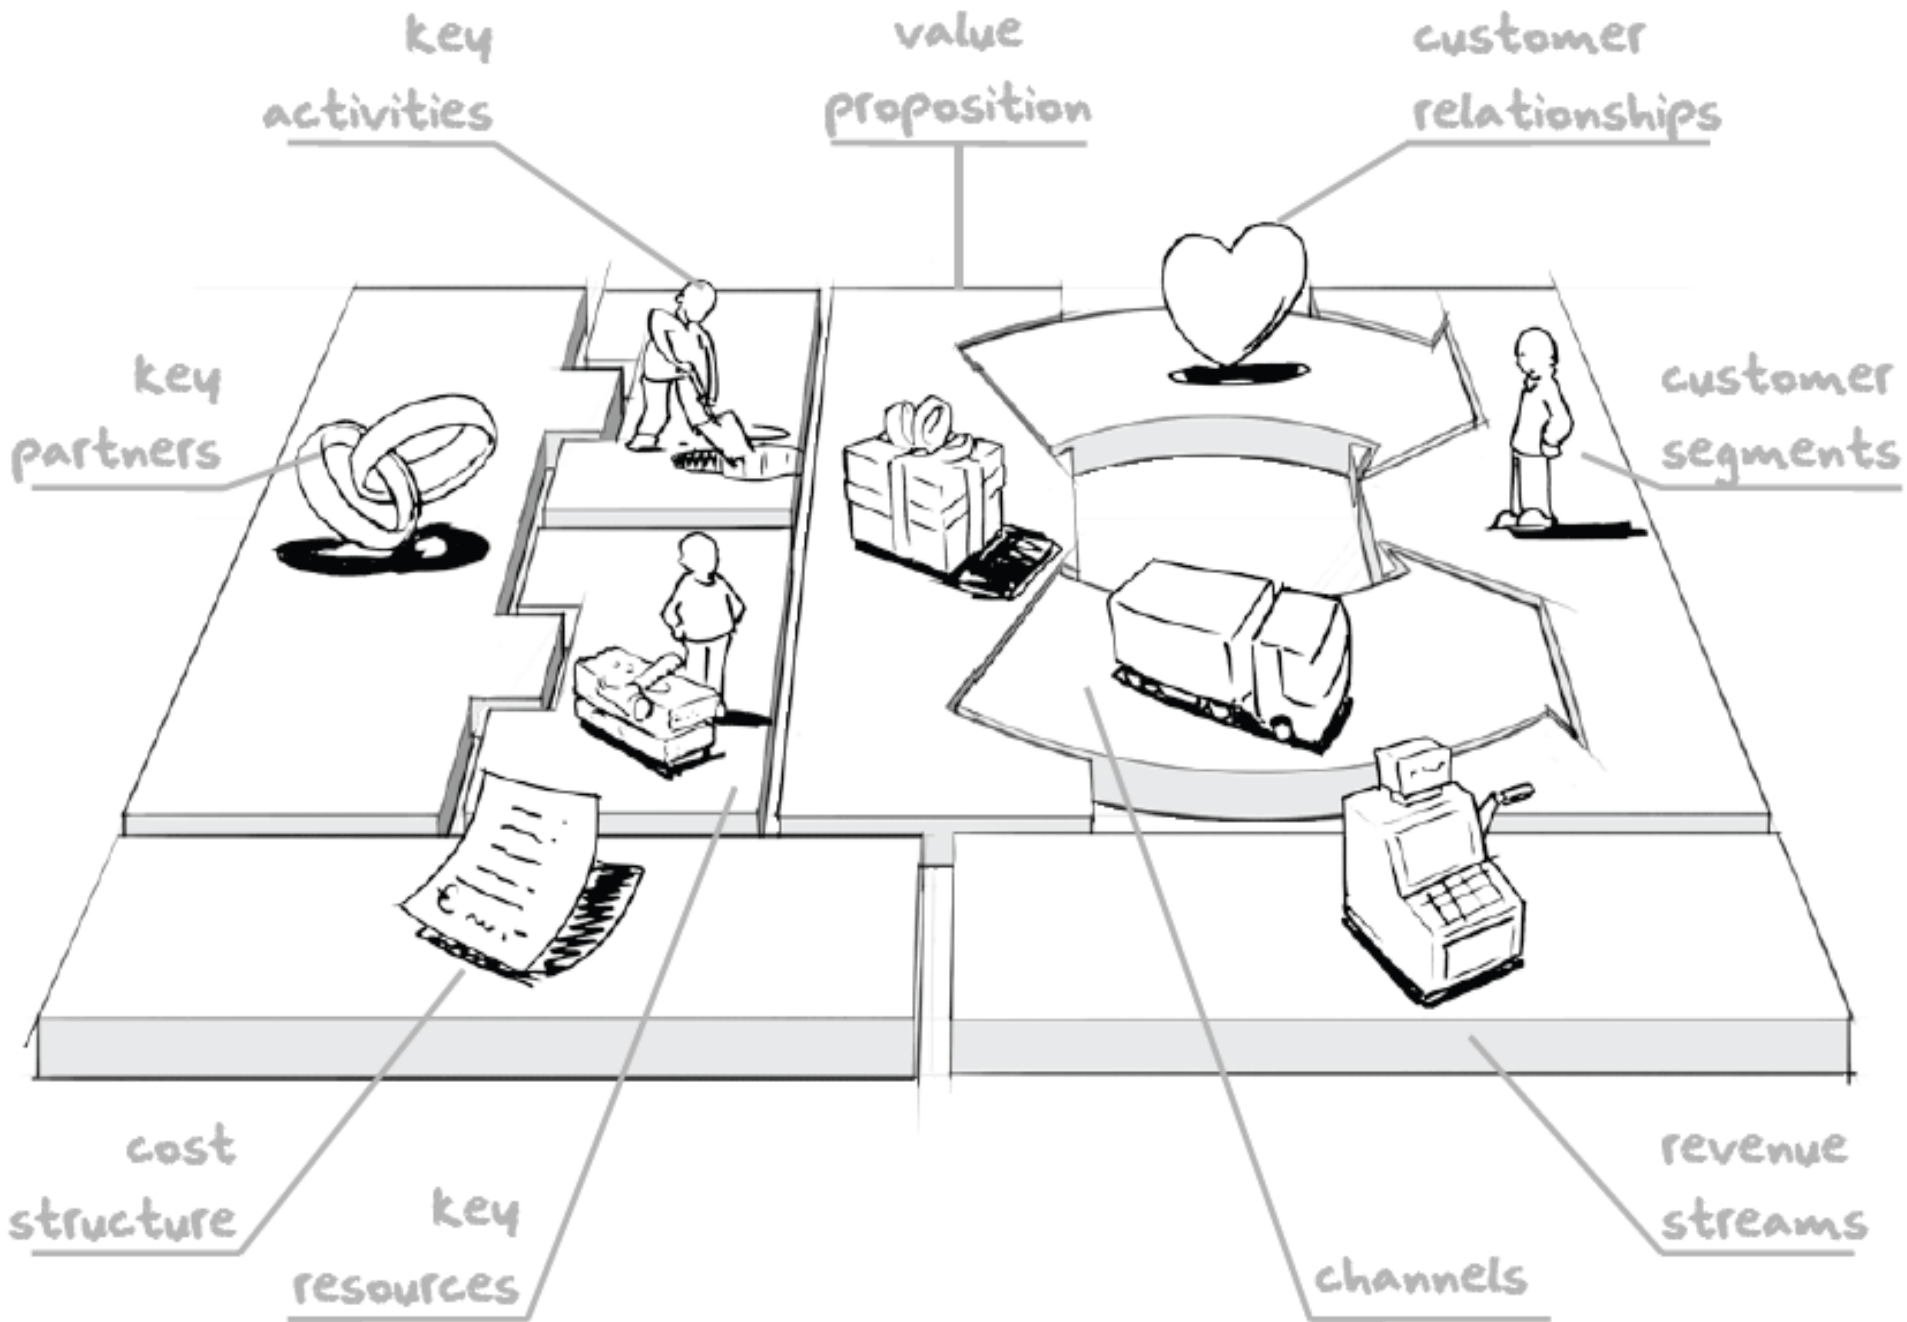 key
activities
value
proposition
customer
relationships
key
partners
customer
segments
cost
structure
key
resources
channels
revenue
streams